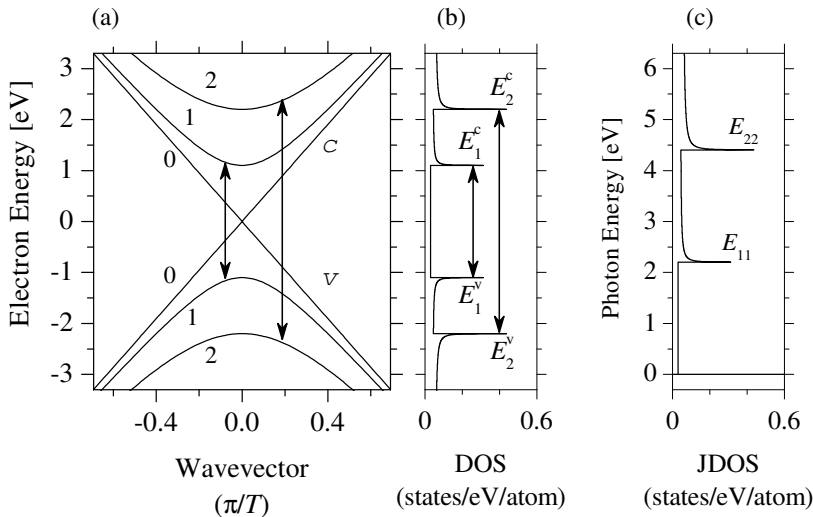 (a)
(b)
(c)
Electron Energy [eV]
3
2
1
0
-1
-2
-3
2
1
0
C
0
V
1
2
-0.4
0.0
0.4
Wavevector
(π/T)
E₂ᶜ
E₁ᶜ
E₁ᵛ
E₂ᵛ
0
0.6
DOS
(states/eV/atom)
Photon Energy [eV]
6
5
4
3
2
1
0
E₂₂
E₁₁
0
0.6
JDOS
(states/eV/atom)